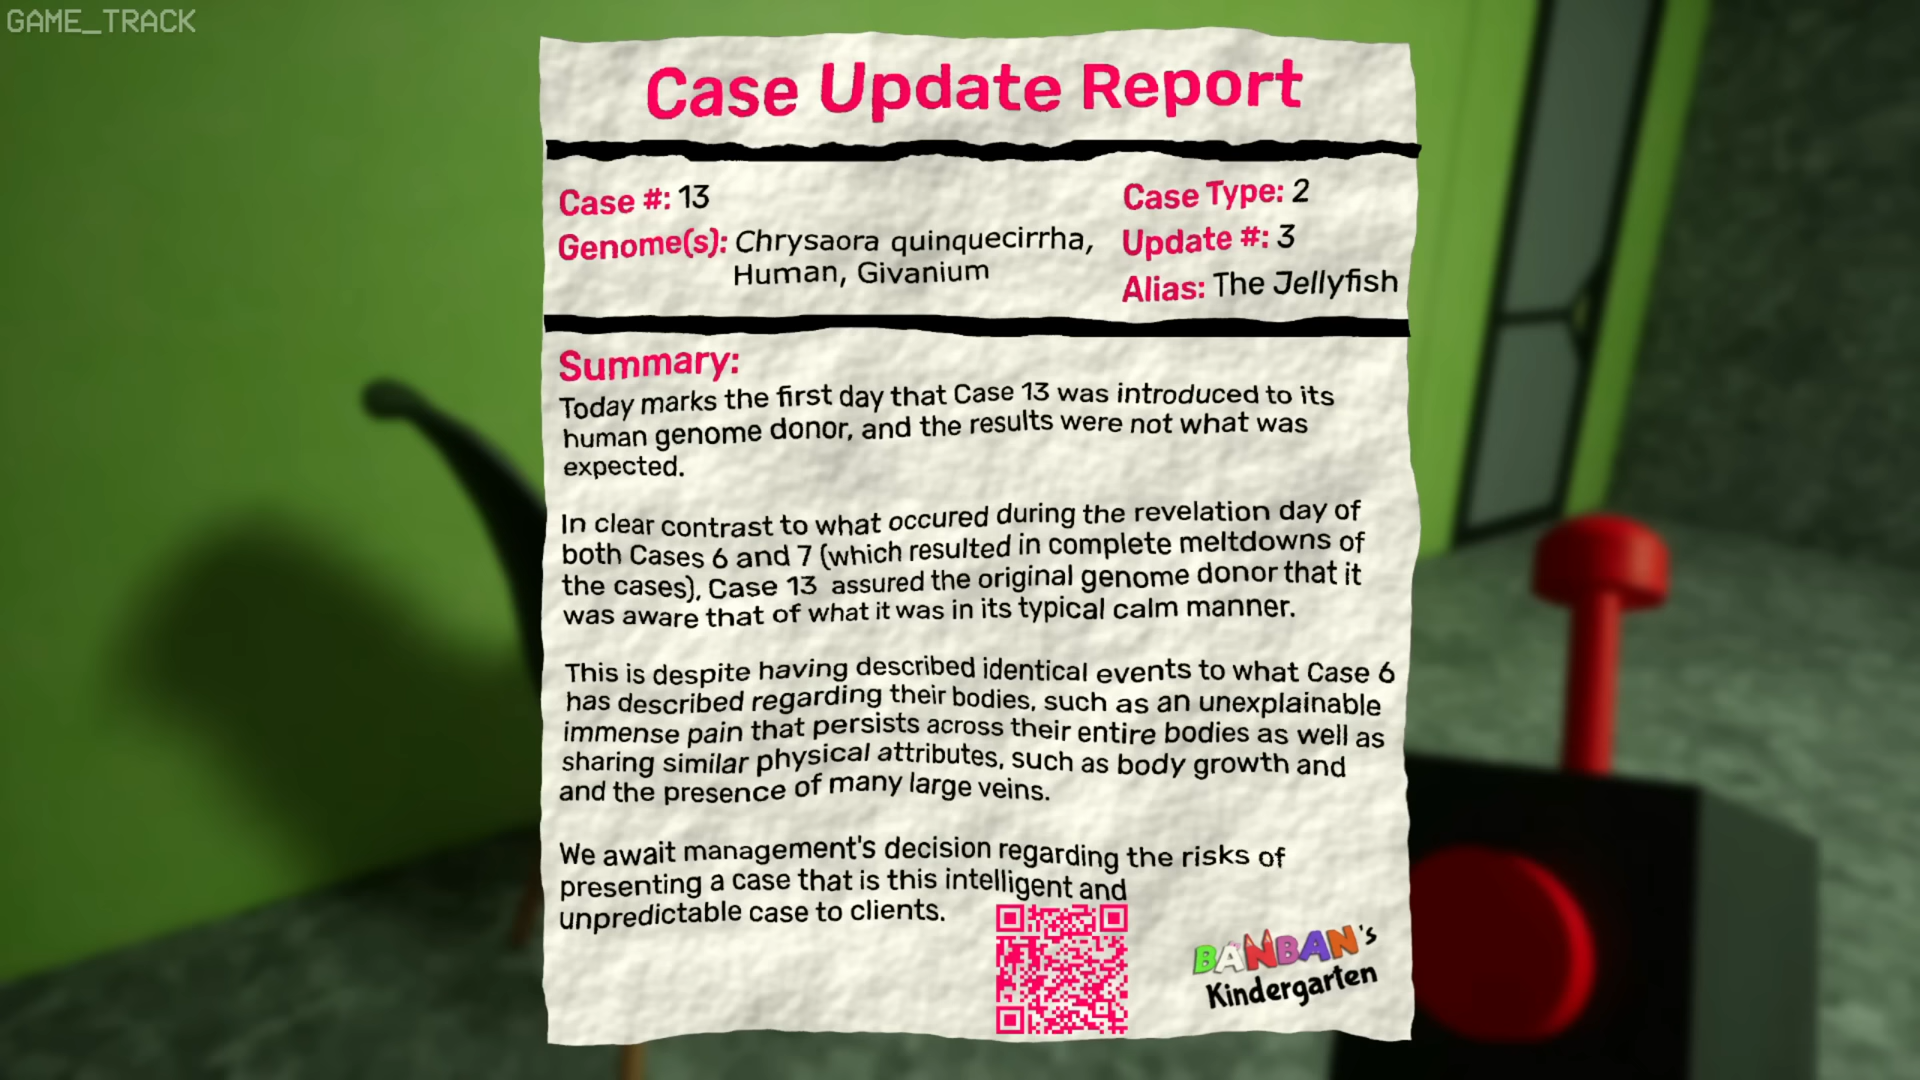 GAME_TRACK
Case Update Report
Case #: 13
Genome(s): Chrysaora quinquecirrha,
Human, Givanium
Case Type: 2
Update #: 3
Alias: The Jellyfish
Summary:
Today marks the first day that Case 13 was introduced to its
human genome donor, and the results were not what was
expected.
In clear contrast to what occured during the revelation day of
both Cases 6 and 7 (which resulted in complete meltdowns of
the cases), Case 13 assured the original genome donor that it
was aware that of what it was in its typical calm manner.
This is despite having described identical events to what Case 6
has described regarding their bodies, such as an unexplainable
immense pain that persists across their entire bodies as well as
sharing similar physical attributes, such as body growth and
and the presence of many large veins.
We await management's decision regarding the risks of
presenting a case that is this intelligent and
unpredictable case to clients.
BANBAN's
Kindergarten